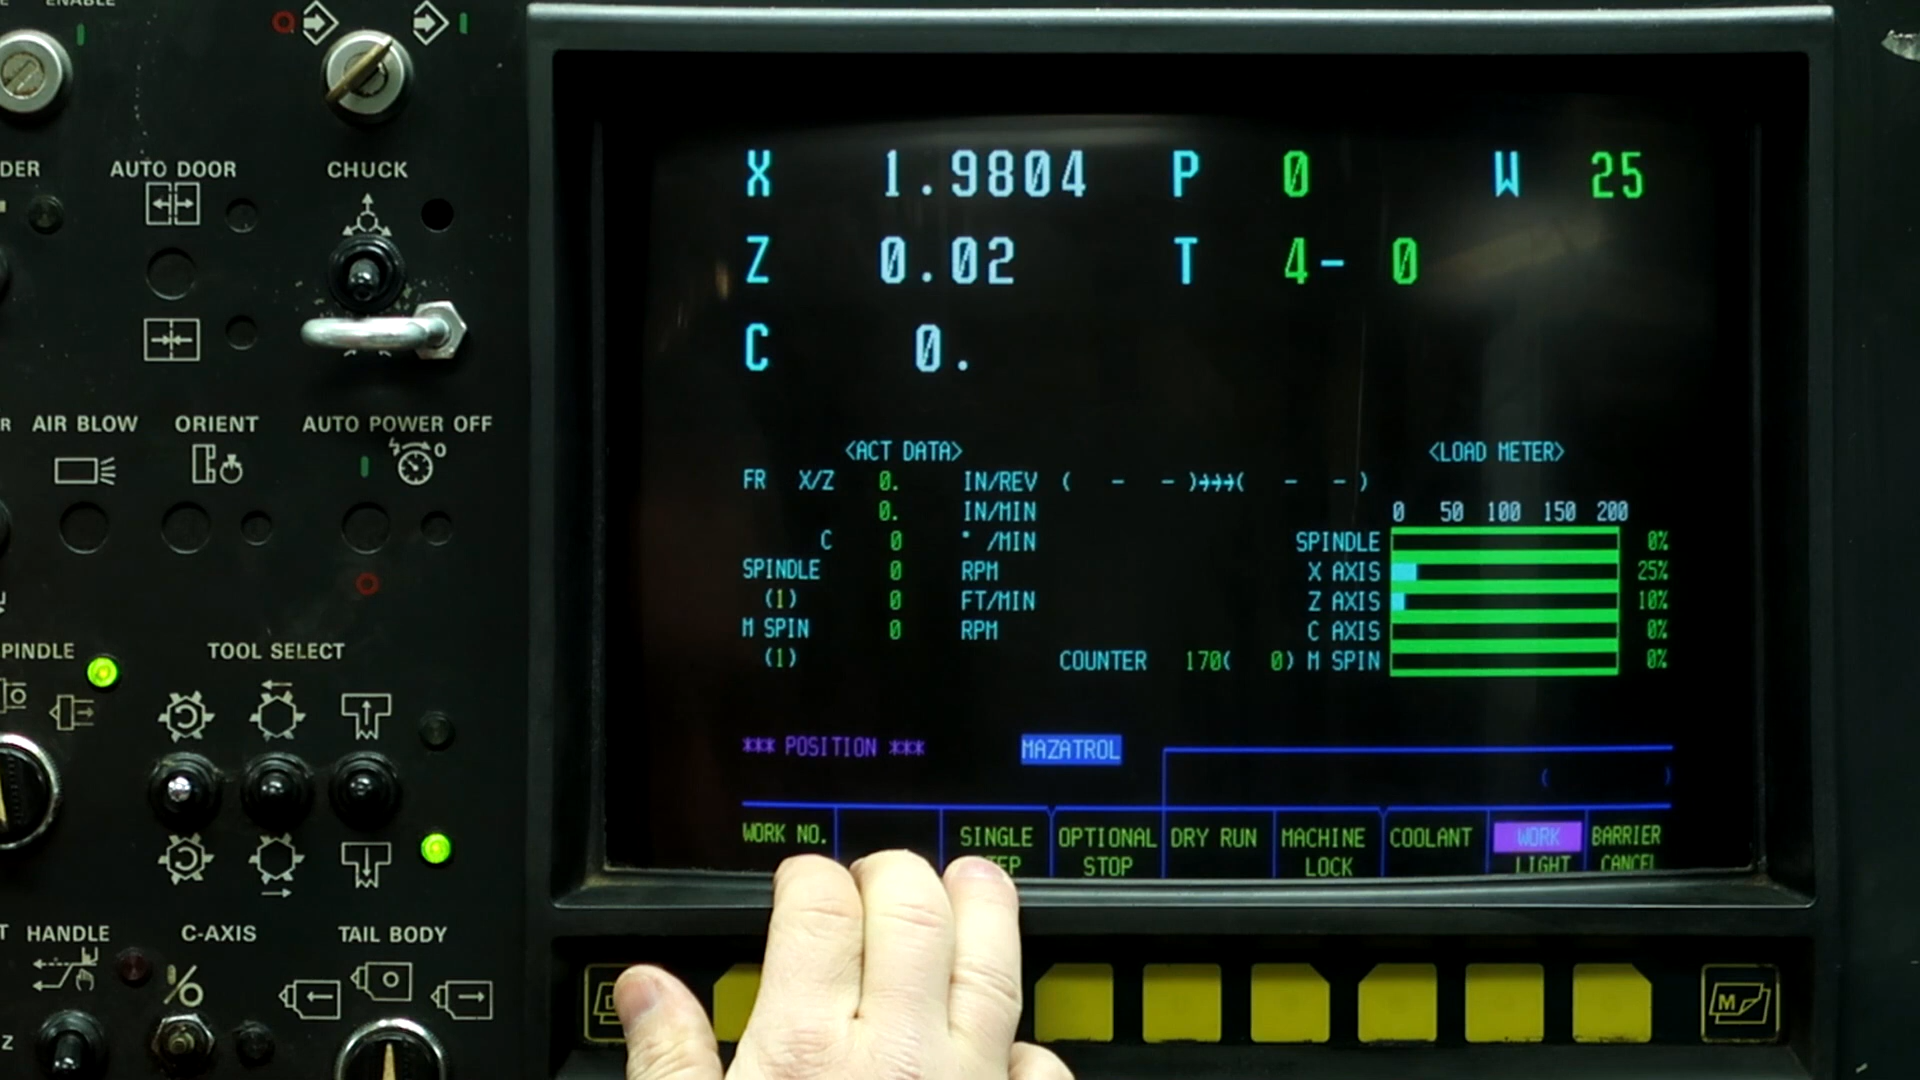 ENABLE
DER
AUTO DOOR
CHUCK
R
AIR BLOW
ORIENT
AUTO POWER OFF
PINDLE
TOOL SELECT
T
HANDLE
C-AXIS
TAIL BODY
Z
X 1.9804 P 0 W 25
Z 0.02 T 4- 0
C 0.
<ACT DATA> <LOAD METER>
FR X/Z 0. IN/REV ( - - )→→→( - - )
0. IN/MIN 0 50 100 150 200
C 0 ° /MIN SPINDLE 0%
SPINDLE 0 RPM X AXIS 25%
(1) 0 FT/MIN Z AXIS 10%
M SPIN 0 RPM C AXIS 0%
(1) COUNTER 170( 0) M SPIN 0%
*** POSITION *** MAZATROL
( )
WORK NO. SINGLE OPTIONAL DRY RUN MACHINE COOLANT WORK BARRIER
STOP LOCK LIGHT CANCEL
M